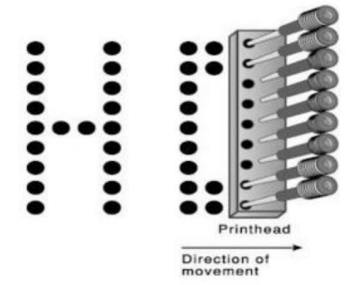 H
Printhead
Direction of
movement